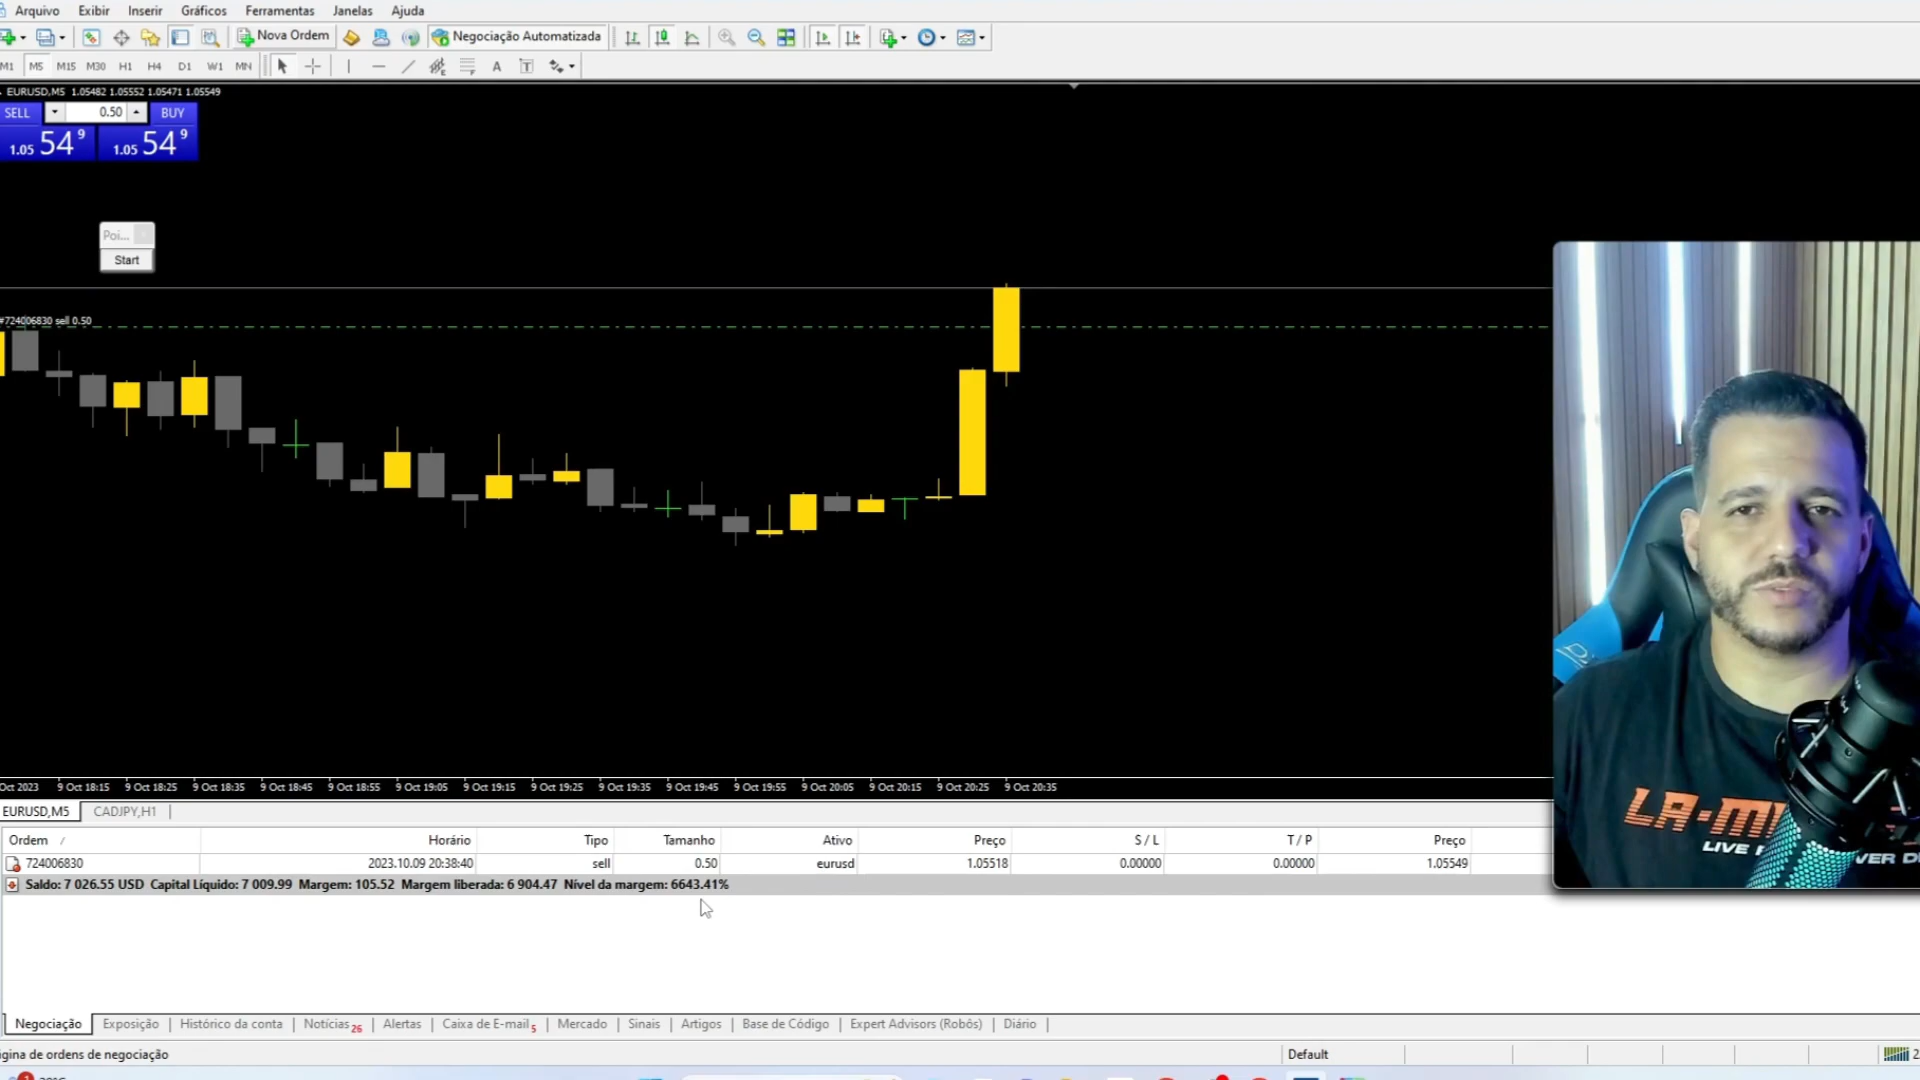 Arquivo Exibir Inserir Gráficos Ferramentas Janelas Ajuda
Nova Ordem Negociação Automatizada
M1 M5 M15 M30 H1 H4 D1 W1 MN A T
EURUSD,M5 1.05482 1.05552 1.05471 1.05549
SELL 0.50 BUY
1.05 54 9 1.05 54 9
Poi...
Start
#724006830 sell 0.50
Oct 2023 9 Oct 18:15 9 Oct 18:25 9 Oct 18:35 9 Oct 18:45 9 Oct 18:55 9 Oct 19:05 9 Oct 19:15 9 Oct 19:25 9 Oct 19:35 9 Oct 19:45 9 Oct 19:55 9 Oct 20:05 9 Oct 20:15 9 Oct 20:25 9 Oct 20:35
EURUSD,M5 CADJPY,H1
Ordem / Horário Tipo Tamanho Ativo Preço S / L T / P Preço
724006830 2023.10.09 20:38:40 sell 0.50 eurusd 1.05518 0.00000 0.00000 1.05549
Saldo: 7 026.55 USD Capital Líquido: 7 009.99 Margem: 105.52 Margem liberada: 6 904.47 Nível da margem: 6643.41%
Negociação Exposição Histórico da conta Notícias 26 Alertas Caixa de E-mail 5 Mercado Sinais Artigos Base de Código Expert Advisors (Robôs) Diário
gina de ordens de negociação Default
LA-M
LIVE
VER D